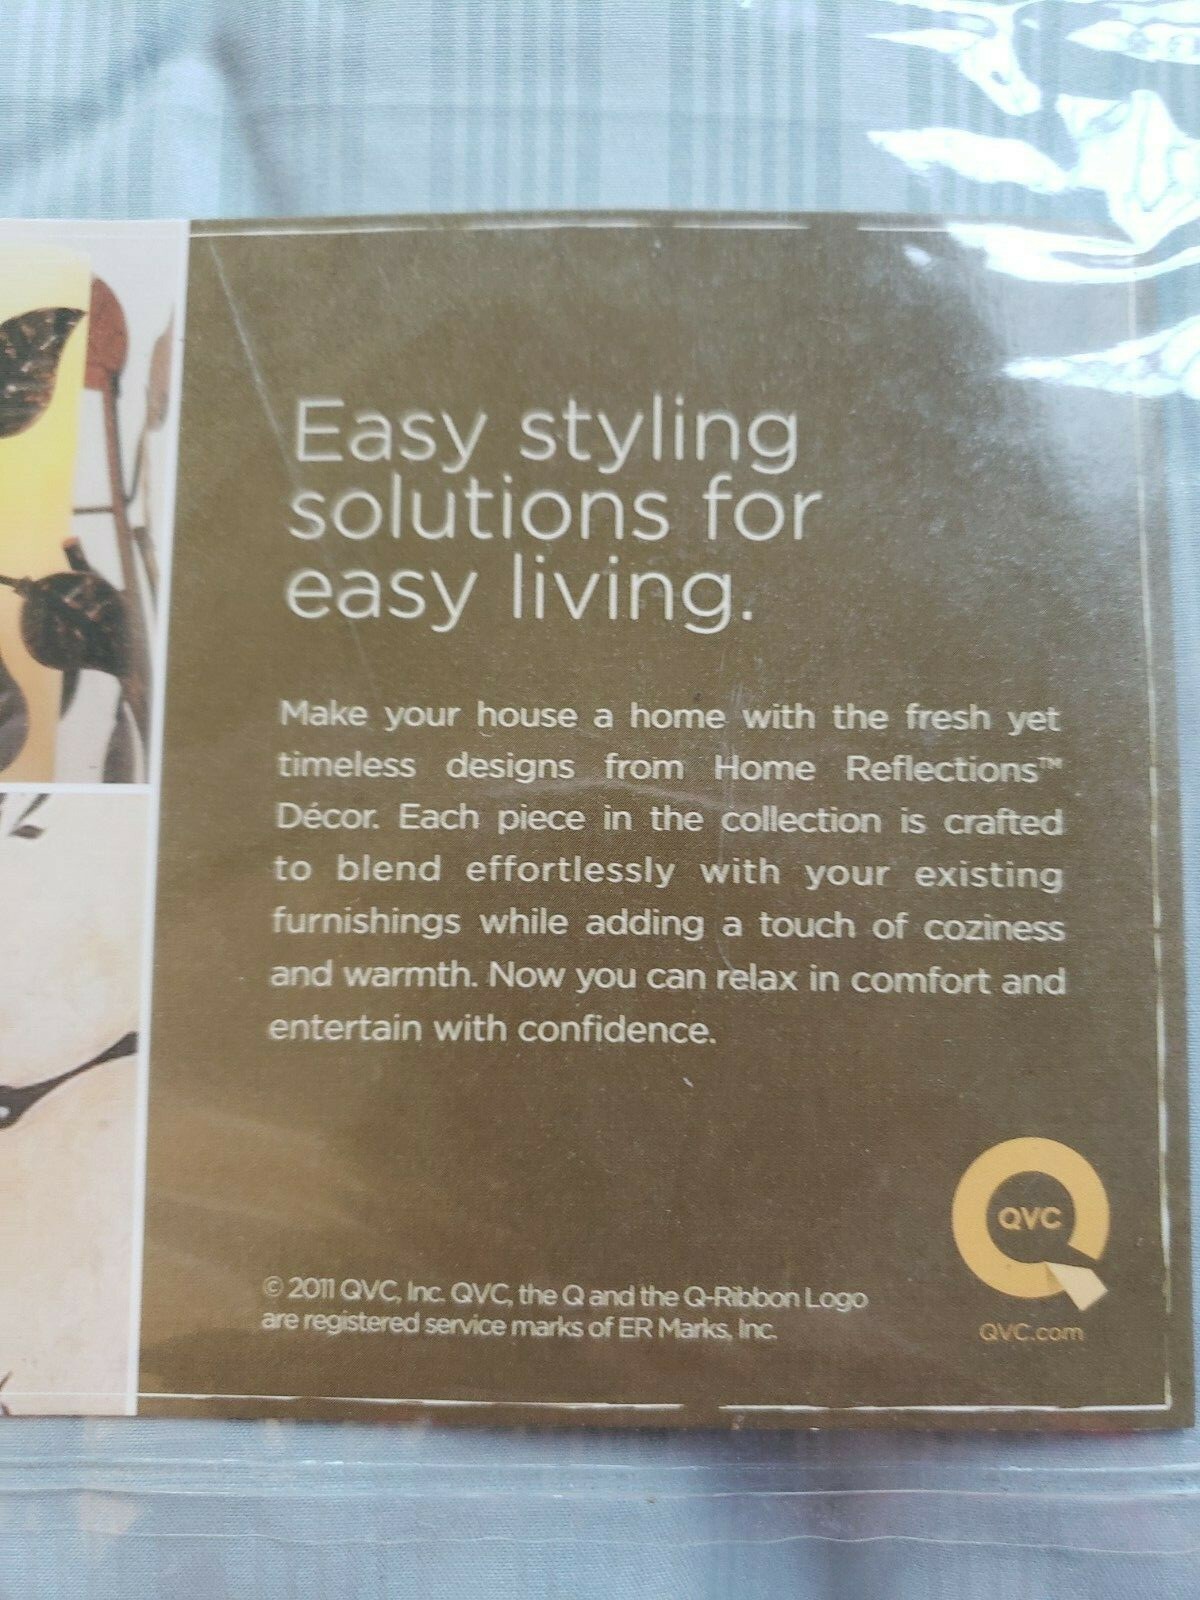 Easy styling
solutions for
easy living.
Make your house a home with the fresh yet
timeless designs from Home Reflections™
Décor. Each piece in the collection is crafted
to blend effortlessly with your existing
furnishings while adding a touch of coziness
and warmth. Now you can relax in comfort and
entertain with confidence.
QVC
© 2011 QVC, Inc. QVC, the Q and the Q-Ribbon Logo
are registered service marks of ER Marks, Inc.
QVC.com